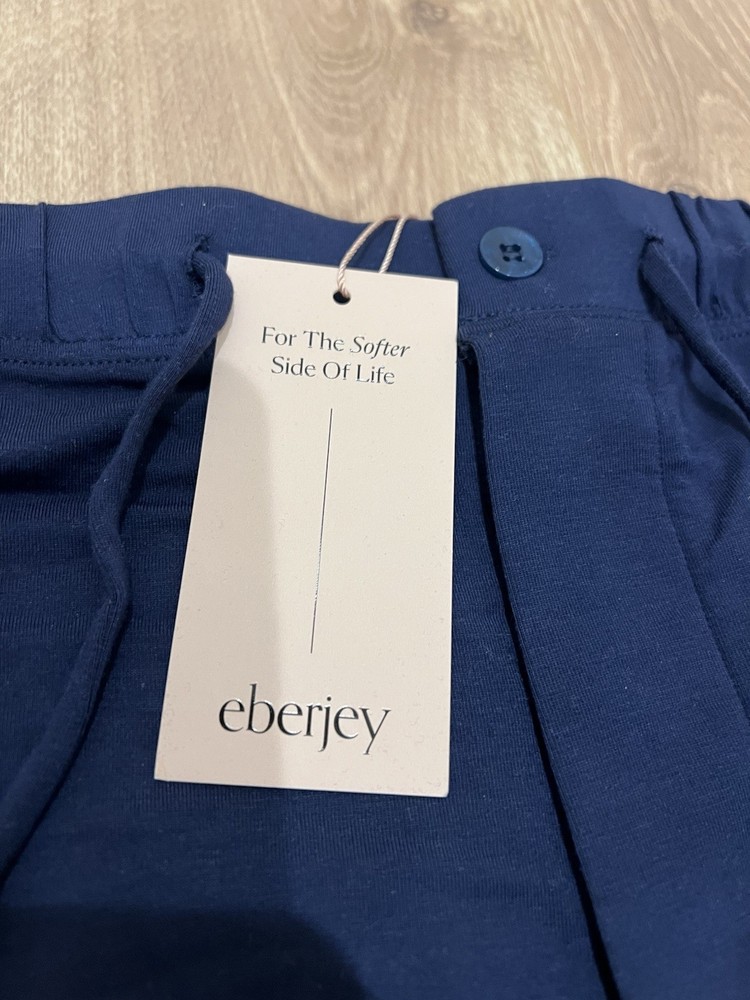 For The Softer
Side Of Life
eberjey